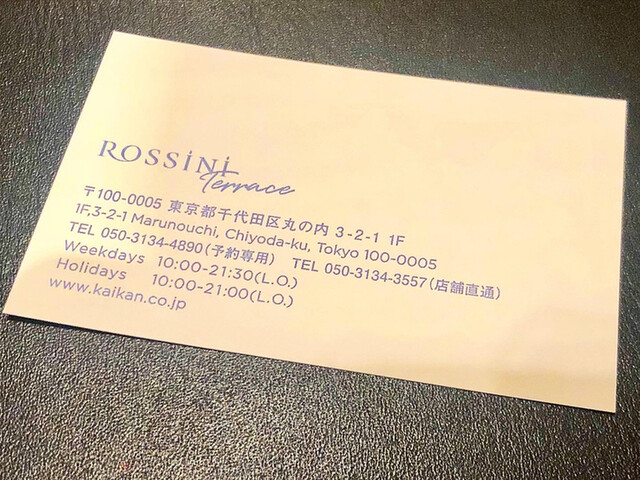 ROSSiNi
Terrace
〒100-0005 東京都千代田区丸の内 3-2-1 1F
1F,3-2-1 Marunouchi, Chiyoda-ku, Tokyo 100-0005
TEL 050-3134-4890(予約専用) TEL 050-3134-3557(店舗直通)
Weekdays 10:00-21:30(L.O.)
Holidays 10:00-21:00(L.O.)
www.kaikan.co.jp